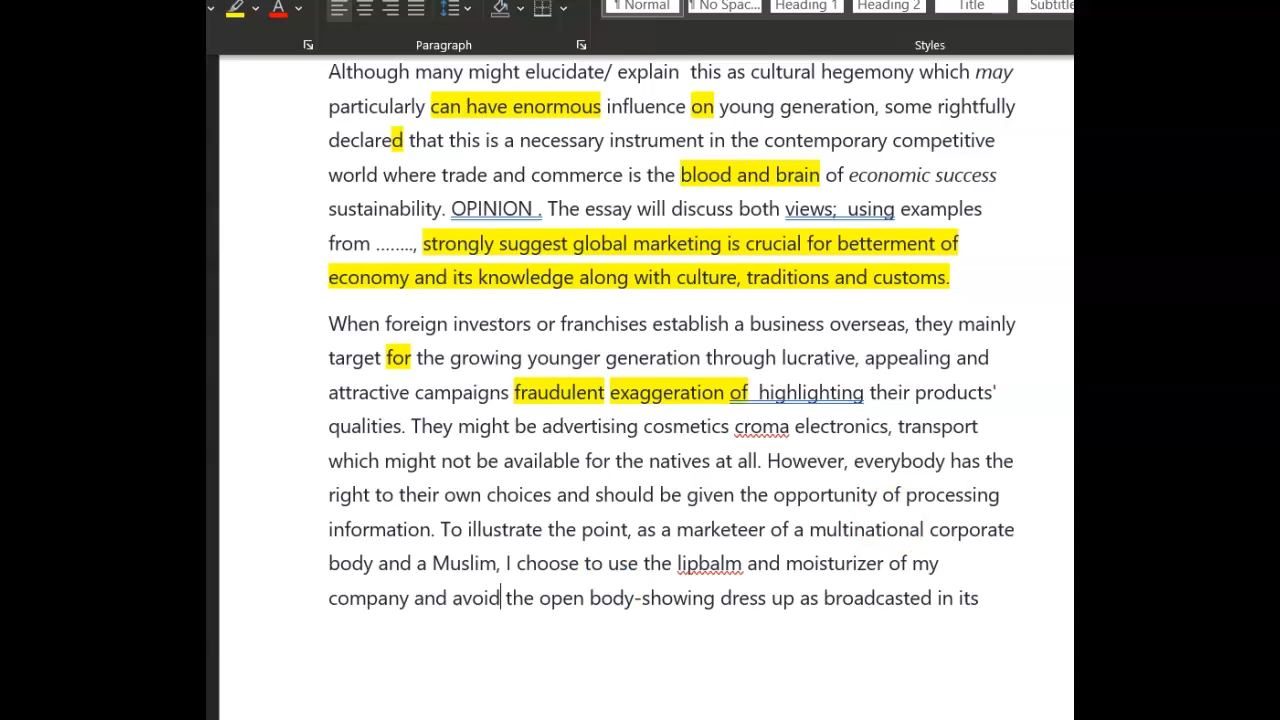 ¶ Normal ¶ No Spac... Heading 1 Heading 2 Title Subtitle
Paragraph Styles
Although many might elucidate/ explain  this as cultural hegemony which may
particularly can have enormous influence on young generation, some rightfully
declared that this is a necessary instrument in the contemporary competitive
world where trade and commerce is the blood and brain of economic success
sustainability. OPINION . The essay will discuss both views;  using examples
from ........, strongly suggest global marketing is crucial for betterment of
economy and its knowledge along with culture, traditions and customs.
When foreign investors or franchises establish a business overseas, they mainly
target for the growing younger generation through lucrative, appealing and
attractive campaigns fraudulent exaggeration of  highlighting their products'
qualities. They might be advertising cosmetics croma electronics, transport
which might not be available for the natives at all. However, everybody has the
right to their own choices and should be given the opportunity of processing
information. To illustrate the point, as a marketeer of a multinational corporate
body and a Muslim, I choose to use the lipbalm and moisturizer of my
company and avoid the open body-showing dress up as broadcasted in its